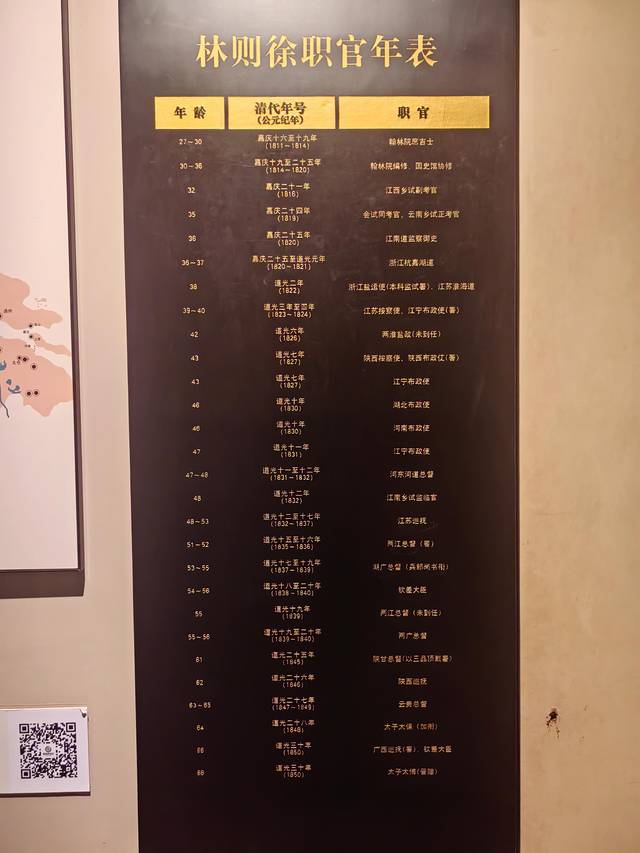 林则徐职官年表
年龄 清代年号 职官
(公元纪年)
27～30 嘉庆十六至十九年 翰林院庶吉士
(1811～1814)
30～36 嘉庆十九至二十五年 翰林院编修、国史馆协修
(1814～1820)
32 嘉庆二十一年 江西乡试副考官
(1816)
35 嘉庆二十四年 会试同考官、云南乡试正考官
(1819)
36 嘉庆二十五年 江南道监察御史
(1820)
36～37 嘉庆二十五至道光元年 浙江杭嘉湖道
(1820～1821)
38 道光二年 浙江盐运使(本科监试署)、江苏淮海道
(1822)
39～40 道光三年至四年 江苏按察使、江宁布政使(署)
(1823～1824)
42 道光六年 两淮盐政(未到任)
(1826)
43 道光七年 陕西按察使、陕西布政仗(署)
(1827)
43 道光七年 江宁布政使
(1827)
46 道光十年 湖北布政使
(1830)
46 道光十年 河南布政使
(1830)
47 道光十一年 江宁布政使
(1831)
47～48 道光十一至十二年 河东河道总督
(1831～1832)
48 道光十二年 江南乡试监临官
(1832)
48～53 道光十二至十七年 江苏巡抚
(1832～1837)
51～52 道光十五至十六年 两江总督（署）
(1835～1836)
53～55 道光十七至十九年 湖广总督（兵部尚书衔）
(1837～1839)
54～56 道光十八至二十年 钦差大臣
(1838～1840)
55 道光十九年 两江总督（未到任）
(1839)
55～56 道光十九至二十年 两广总督
(1839～1840)
61 道光二十五年 陕甘总督(以三品顶戴署)
(1845)
62 道光二十六年 陕西巡抚
(1846)
63～65 道光二十七年 云贵总督
(1847～1849)
64 道光二十八年 太子太保（加衔）
(1848)
66 道光三十年 广西巡抚(署)、钦差大臣
(1850)
66 道光三十年 太子太傅(晋赠)
(1850)